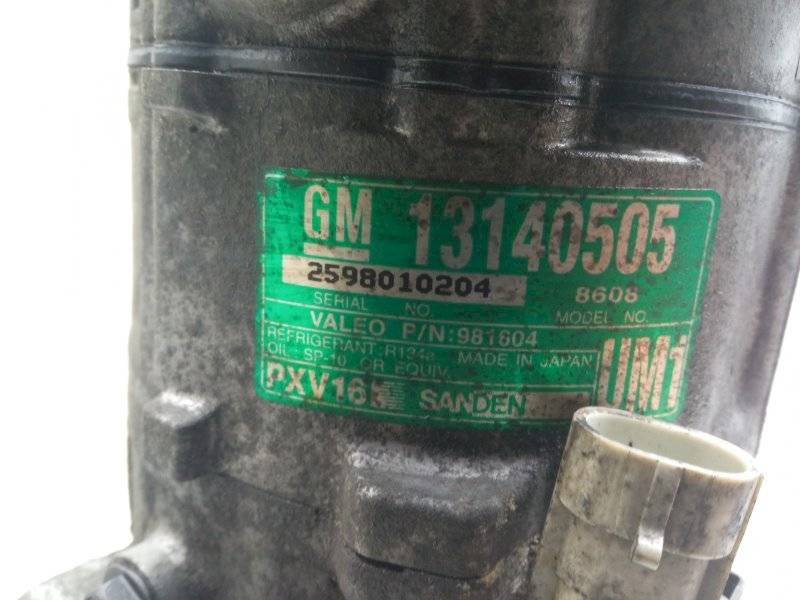 GM 13140505
2598010204 8608
SERIAL NO. MODEL NO.
VALEO P/N:981604
REFRIGERANT:R134a MADE IN JAPAN
OIL: SP-10 OR EQUIV. UM1
PXV16 SANDEN